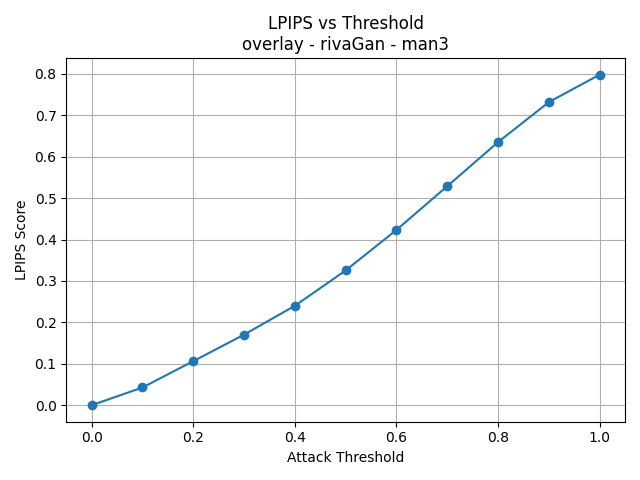 LPIPS vs Threshold
overlay - rivaGan - man3
LPIPS Score
0.8
0.7
0.6
0.5
0.4
0.3
0.2
0.1
0.0
0.0 0.2 0.4 0.6 0.8 1.0
Attack Threshold